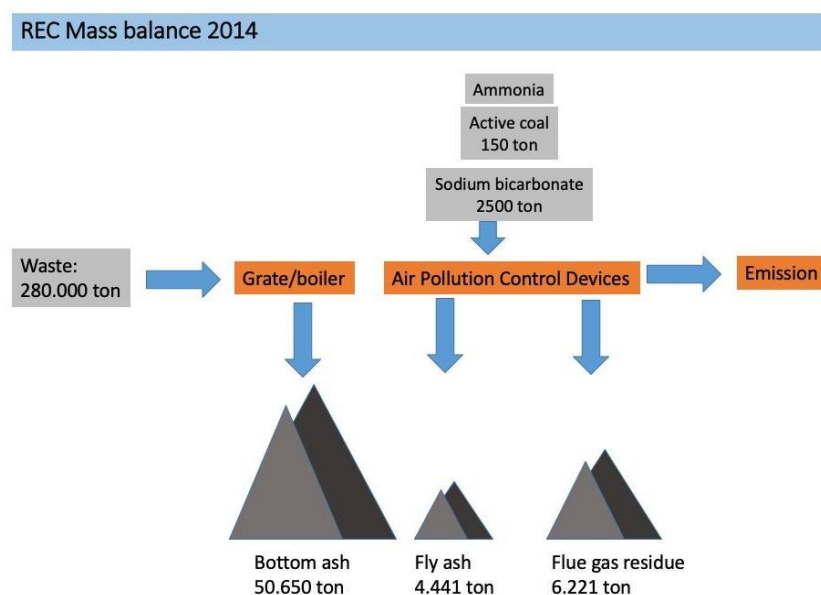 REC Mass balance 2014
Ammonia
Active coal
150 ton
Sodium bicarbonate
2500 ton
Waste:
280.000 ton
Grate/boiler
Air Pollution Control Devices
Emission
Bottom ash
50.650 ton
Fly ash
4.441 ton
Flue gas residue
6.221 ton